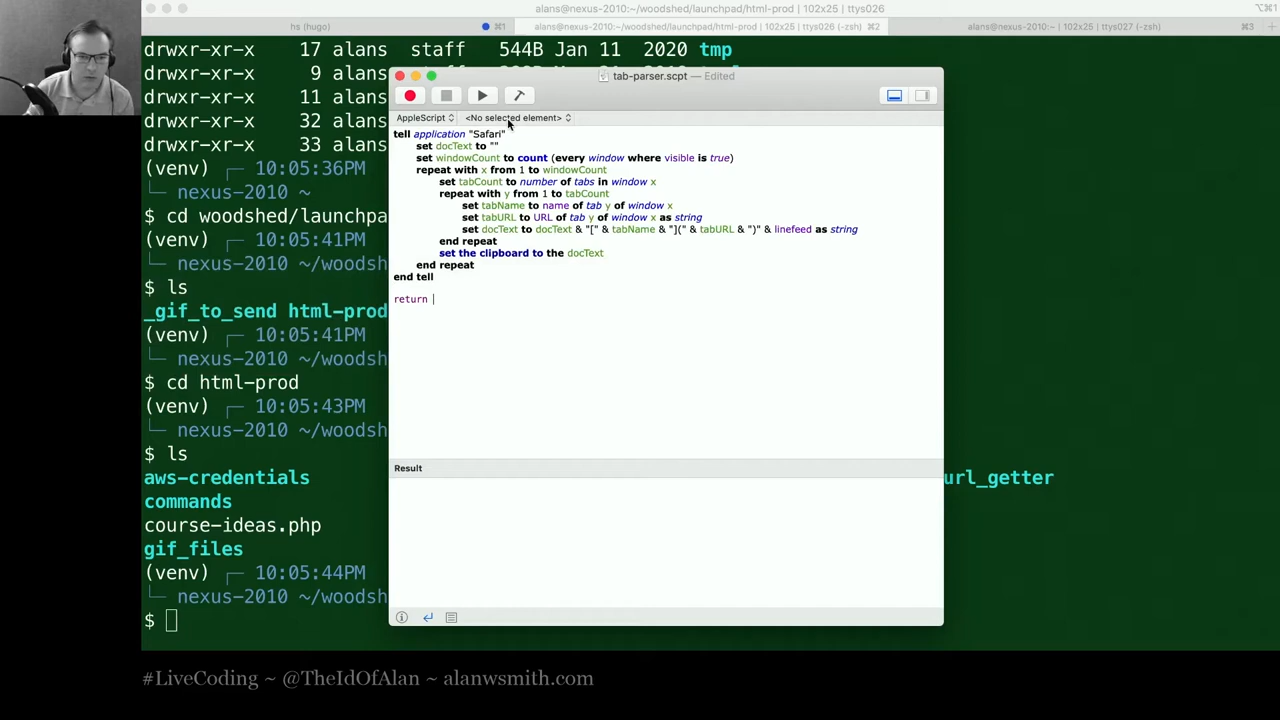 alans@nexus-2010:~/woodshed/launchpad/html-prod | 102x25 | ttys026
⌥⌘1
hs (hugo)
⌘1
alans@nexus-2010:~/woodshed/launchpad/html-prod | 102x25 | ttys026 (-zsh)
⌘2
alans@nexus-2010:~ | 102x25 | ttys027 (-zsh)
⌘3
drwxr-xr-x 17 alans staff 544B Jan 11 2020 tmp
drwxr-xr-x 9 alans
drwxr-xr-x 11 alans
drwxr-xr-x 32 alans
drwxr-xr-x 33 alans
(venv) ┌─ 10:05:36PM
└─ nexus-2010 ~
$ cd woodshed/launchpa
(venv) ┌─ 10:05:41PM
└─ nexus-2010 ~/woodsh
$ ls
_gif_to_send html-prod
(venv) ┌─ 10:05:41PM
└─ nexus-2010 ~/woodsh
$ cd html-prod
(venv) ┌─ 10:05:43PM
└─ nexus-2010 ~/woodsh
$ ls
aws-credentials
url_getter
commands
course-ideas.php
gif_files
(venv) ┌─ 10:05:44PM
└─ nexus-2010 ~/woodsh
$
tab-parser.scpt — Edited
AppleScript
<No selected element>
tell application "Safari"
set docText to ""
set windowCount to count (every window where visible is true)
repeat with x from 1 to windowCount
set tabCount to number of tabs in window x
repeat with y from 1 to tabCount
set tabName to name of tab y of window x
set tabURL to URL of tab y of window x as string
set docText to docText & "[" & tabName & "](" & tabURL & ")" & linefeed as string
end repeat
set the clipboard to the docText
end repeat
end tell
return
Result
#LiveCoding ~ @TheIdOfAlan ~ alanwsmith.com